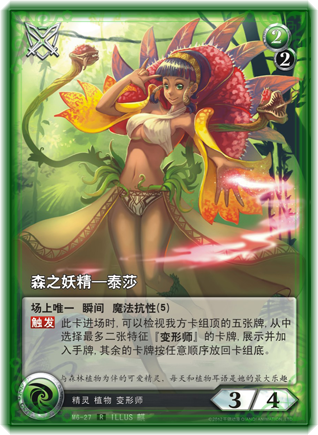 2
2
森之妖精—泰莎
场上唯一 瞬间 魔法抗性(5)
触发 此卡进场时,可以检视我方卡组顶的五张牌,从中
选择最多二张特征『变形师』的卡牌,展示并加
入手牌,其余的卡牌按任意顺序放回卡组底。
与森林植物为伴的可爱精灵,每天和植物耳语是她的最大乐趣
精灵 植物 变形师
3 / 4
R ILLUS